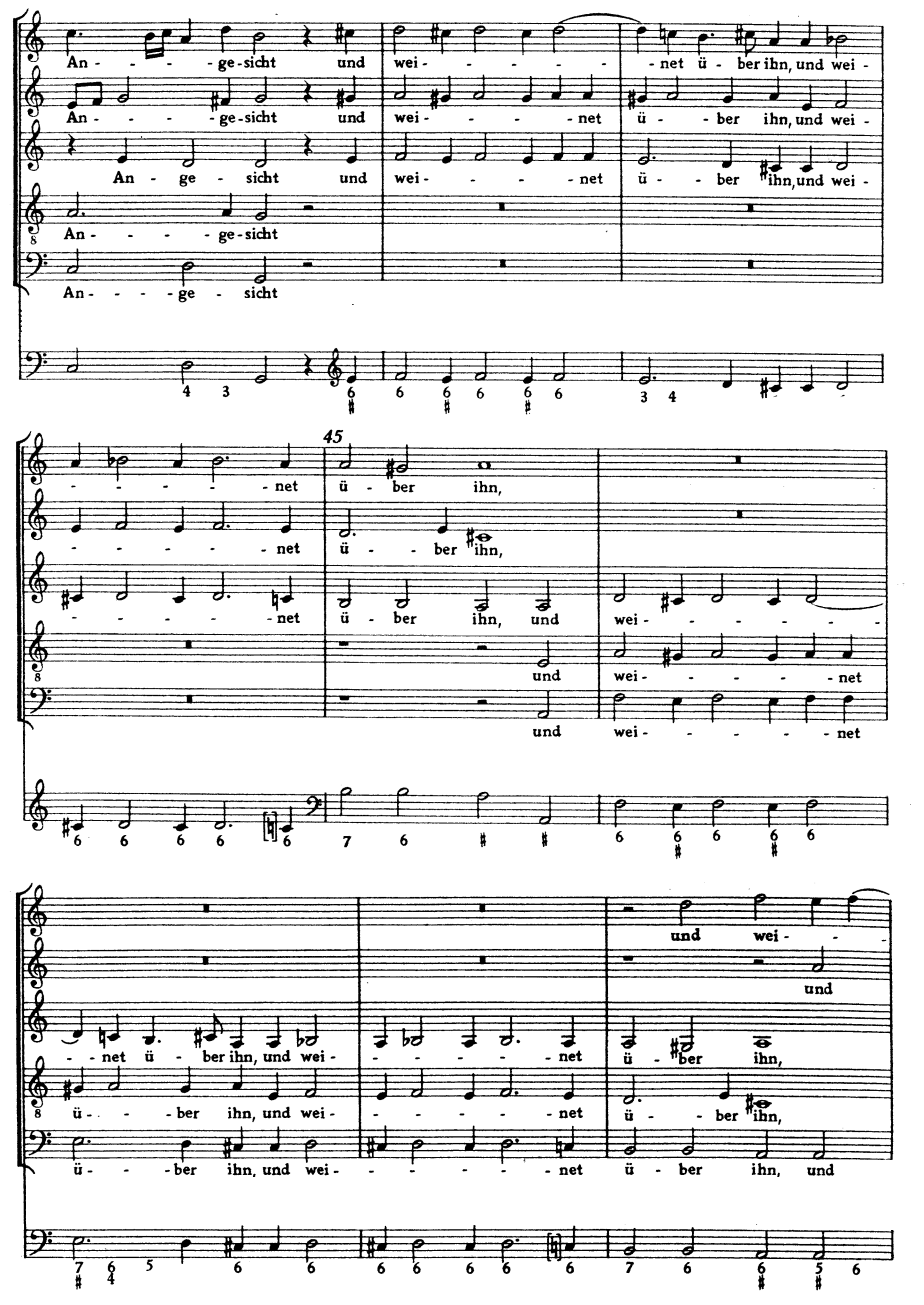 An - - - - ge-sicht und wei - - - - - net ü - ber ihn, und wei -
An - - - - ge-sicht und wei - - - - net ü - - ber ihn, und wei -
An - ge - sicht und wei - - - - net ü - - ber ihn, und wei -
8
An - - - - ge-sicht
An - - - ge - sicht
4 3 6 6 6 6 6 6 3 4
# # #
45
- - - - - net ü - ber ihn,
- - - - - net ü - - ber ihn,
- - - - - net ü - ber ihn, und wei - - - - -
8
und wei - - - - net
und wei - - - - net
6 6 6 6 6 7 6 # # 6 6 6 6 6
# #
und wei - - -
und
- - net ü - ber ihn, und wei - - - - - net ü - ber ihn,
8
ü - - - ber ihn, und wei - - - - - net ü - - ber ihn,
ü - - - ber ihn, und wei - - - - - net ü - ber ihn, und
7 6 5 6 6 6 6 6 6 6 7 6 6 5 6
# 4 # #